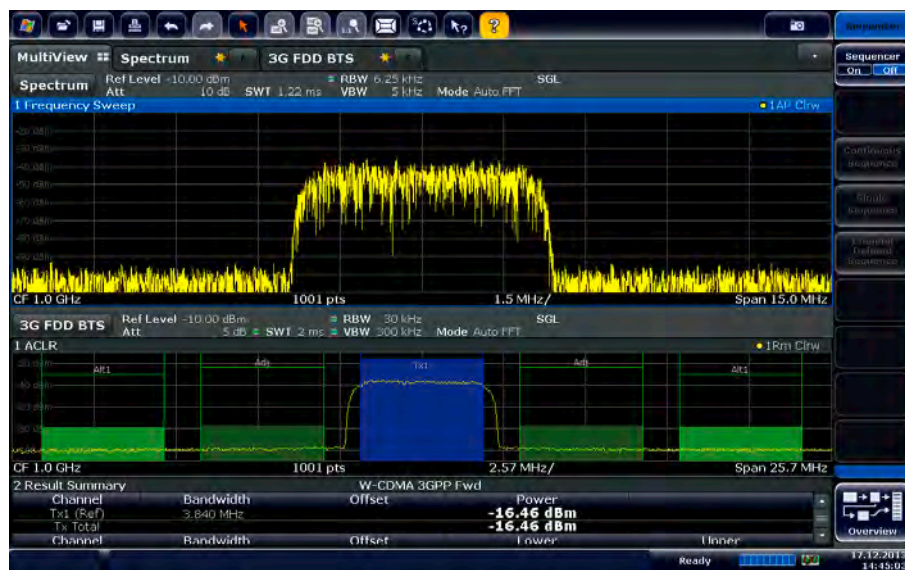 MultiView Spectrum 3G FDD BTS
Sequencer
On Off
Spectrum Ref Level -10.00 dBm RBW 6.25 kHz SGL
Att 10 dB SWT 1.22 ms VBW 5 kHz Mode Auto FFT
1 Frequency Sweep 1AP Clrw
CF 1.0 GHz 1001 pts 1.5 MHz/ Span 15.0 MHz
3G FDD BTS Ref Level -10.00 dBm RBW 30 kHz SGL
Att 5 dB SWT 2 ms VBW 300 kHz Mode Auto FFT
1 ACLR 1Rm Clrw
Alt1 Adj Tx1 Adj Alt1
CF 1.0 GHz 1001 pts 2.57 MHz/ Span 25.7 MHz
2 Result Summary W-CDMA 3GPP Fwd
Channel Bandwidth Offset Power
Tx1 (Ref) 3.840 MHz -16.46 dBm
Tx Total -16.46 dBm
Channel Bandwidth Offset Lower Upper
Overview
Ready
17.12.2013
14:45:03